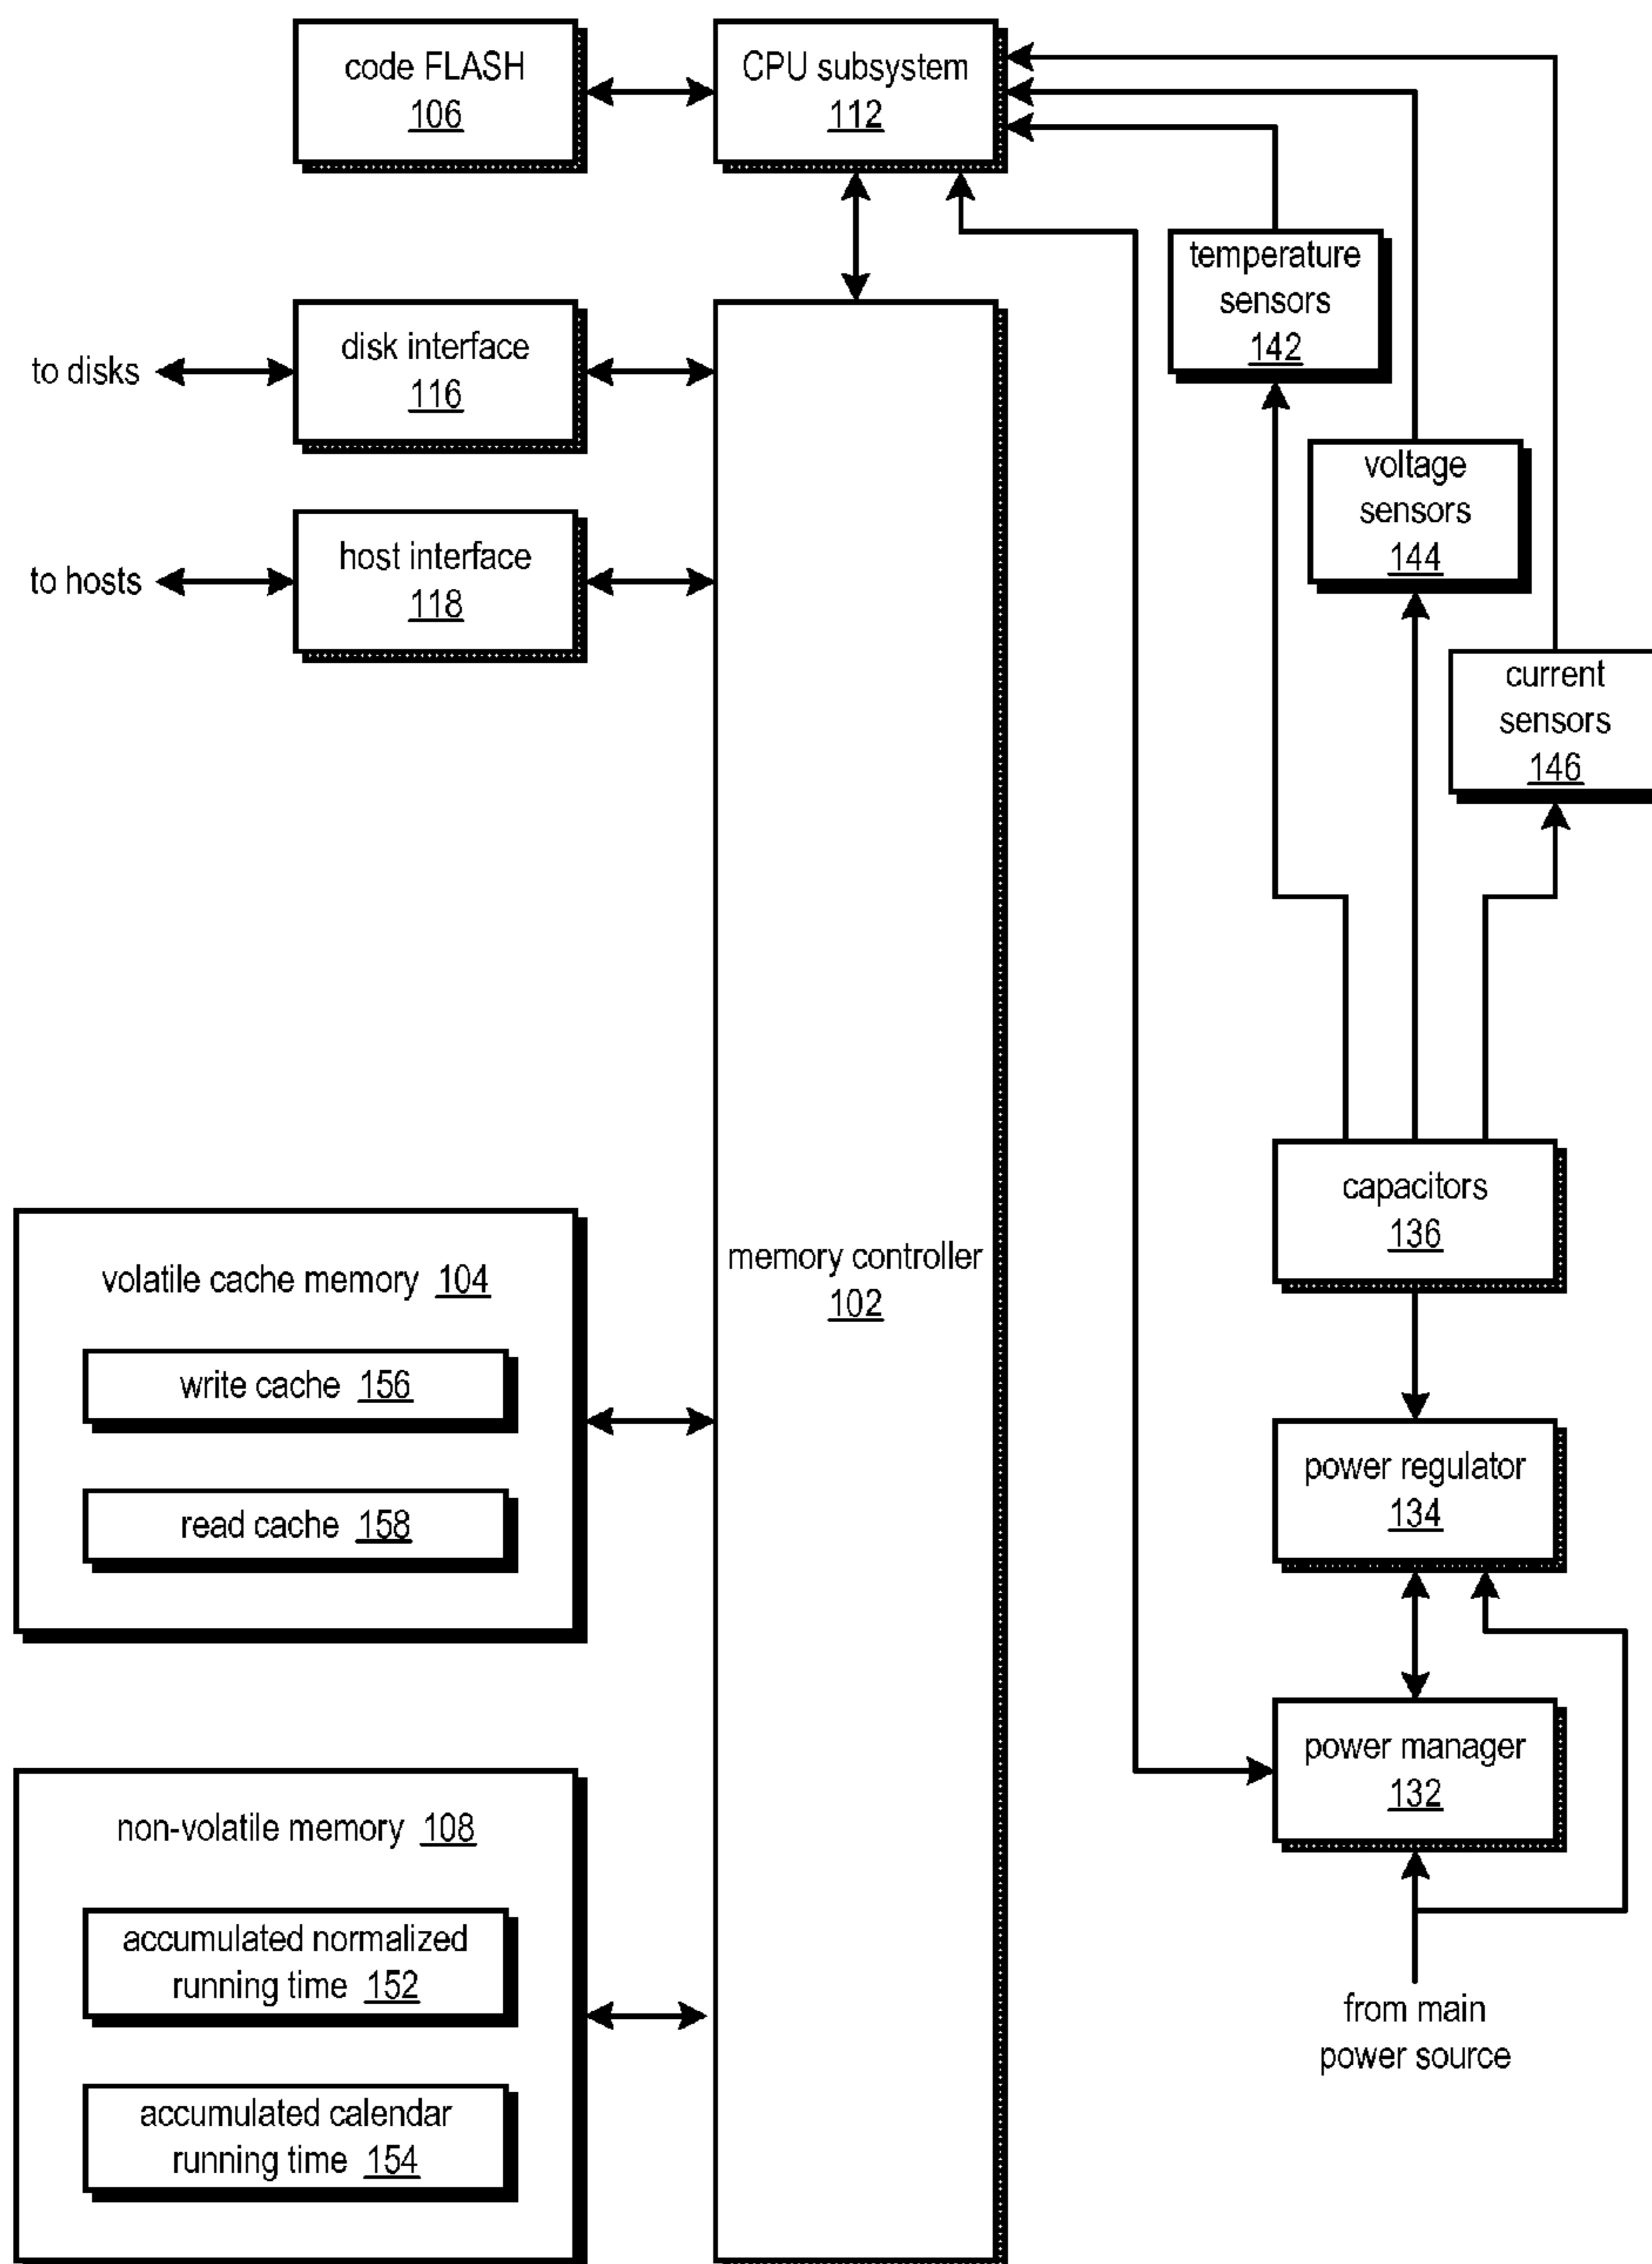 code FLASH
106
CPU subsystem
112
temperature
sensors
142
disk interface
116
to disks
voltage
sensors
144
host interface
118
to hosts
current
sensors
146
capacitors
136
memory controller
102
volatile cache memory 104
write cache 156
read cache 158
power regulator
134
power manager
132
non-volatile memory 108
accumulated normalized
running time 152
accumulated calendar
running time 154
from main
power source